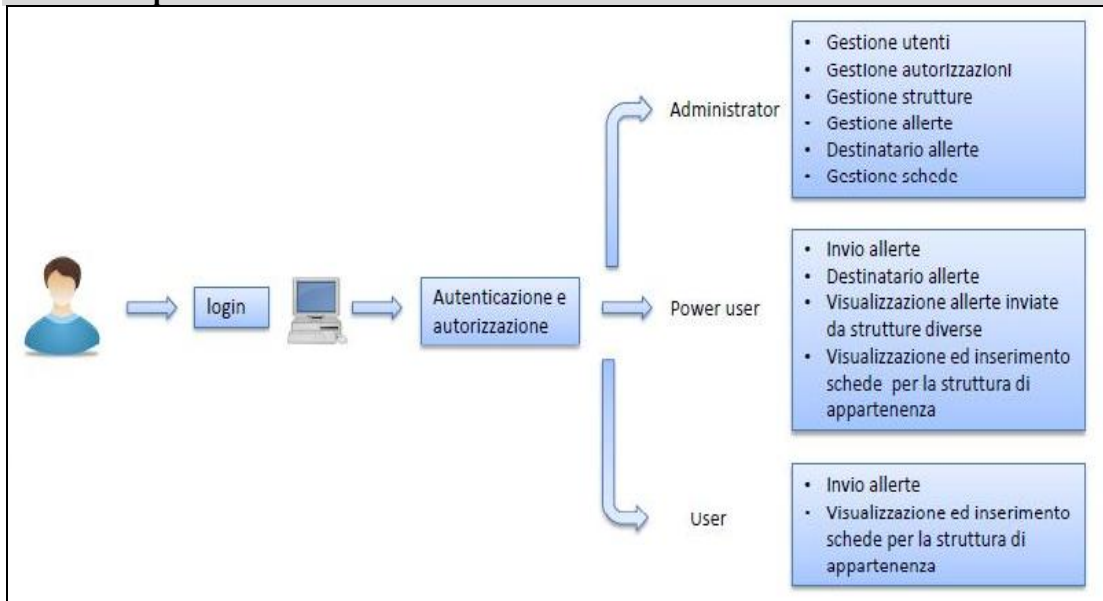 login
Autenticazione e
autorizzazione
Administrator
• Gestione utenti
• Gestione autorizzazioni
• Gestione strutture
• Gestione allerte
• Destinatario allerte
• Gestione schede
Power user
• Invio allerte
• Destinatario allerte
• Visualizzazione allerte inviate
da strutture diverse
• Visualizzazione ed inserimento
schede per la struttura di
appartenenza
User
• Invio allerte
• Visualizzazione ed inserimento
schede per la struttura di
appartenenza